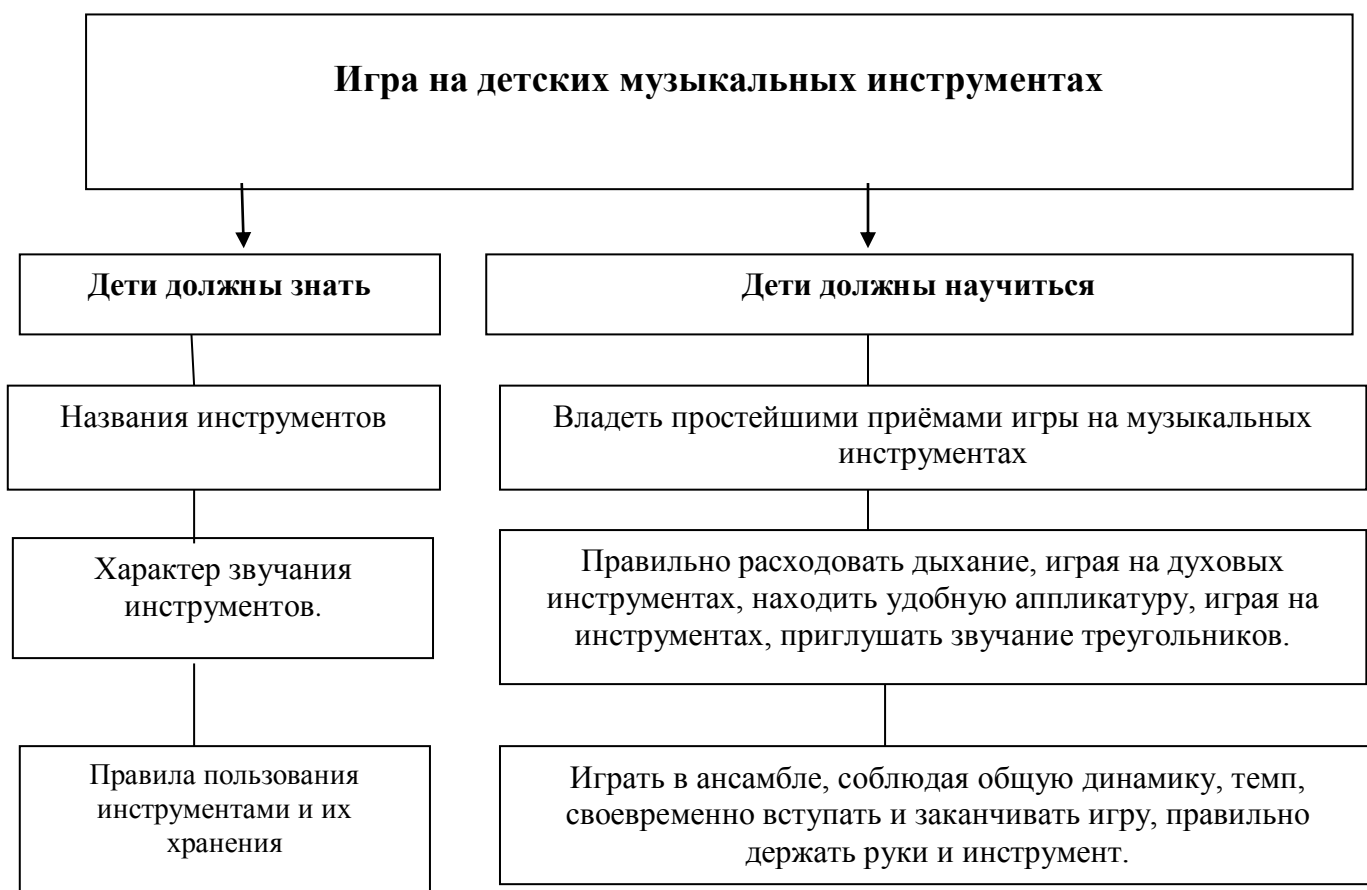 Игра на детских музыкальных инструментах
Дети должны знать
Дети должны научиться
Названия инструментов
Владеть простейшими приёмами игры на музыкальных
инструментах
Характер звучания
инструментов.
Правильно расходовать дыхание, играя на духовых
инструментах, находить удобную аппликатуру, играя на
инструментах, приглушать звучание треугольников.
Правила пользования
инструментами и их
хранения
Играть в ансамбле, соблюдая общую динамику, темп,
своевременно вступать и заканчивать игру, правильно
держать руки и инструмент.